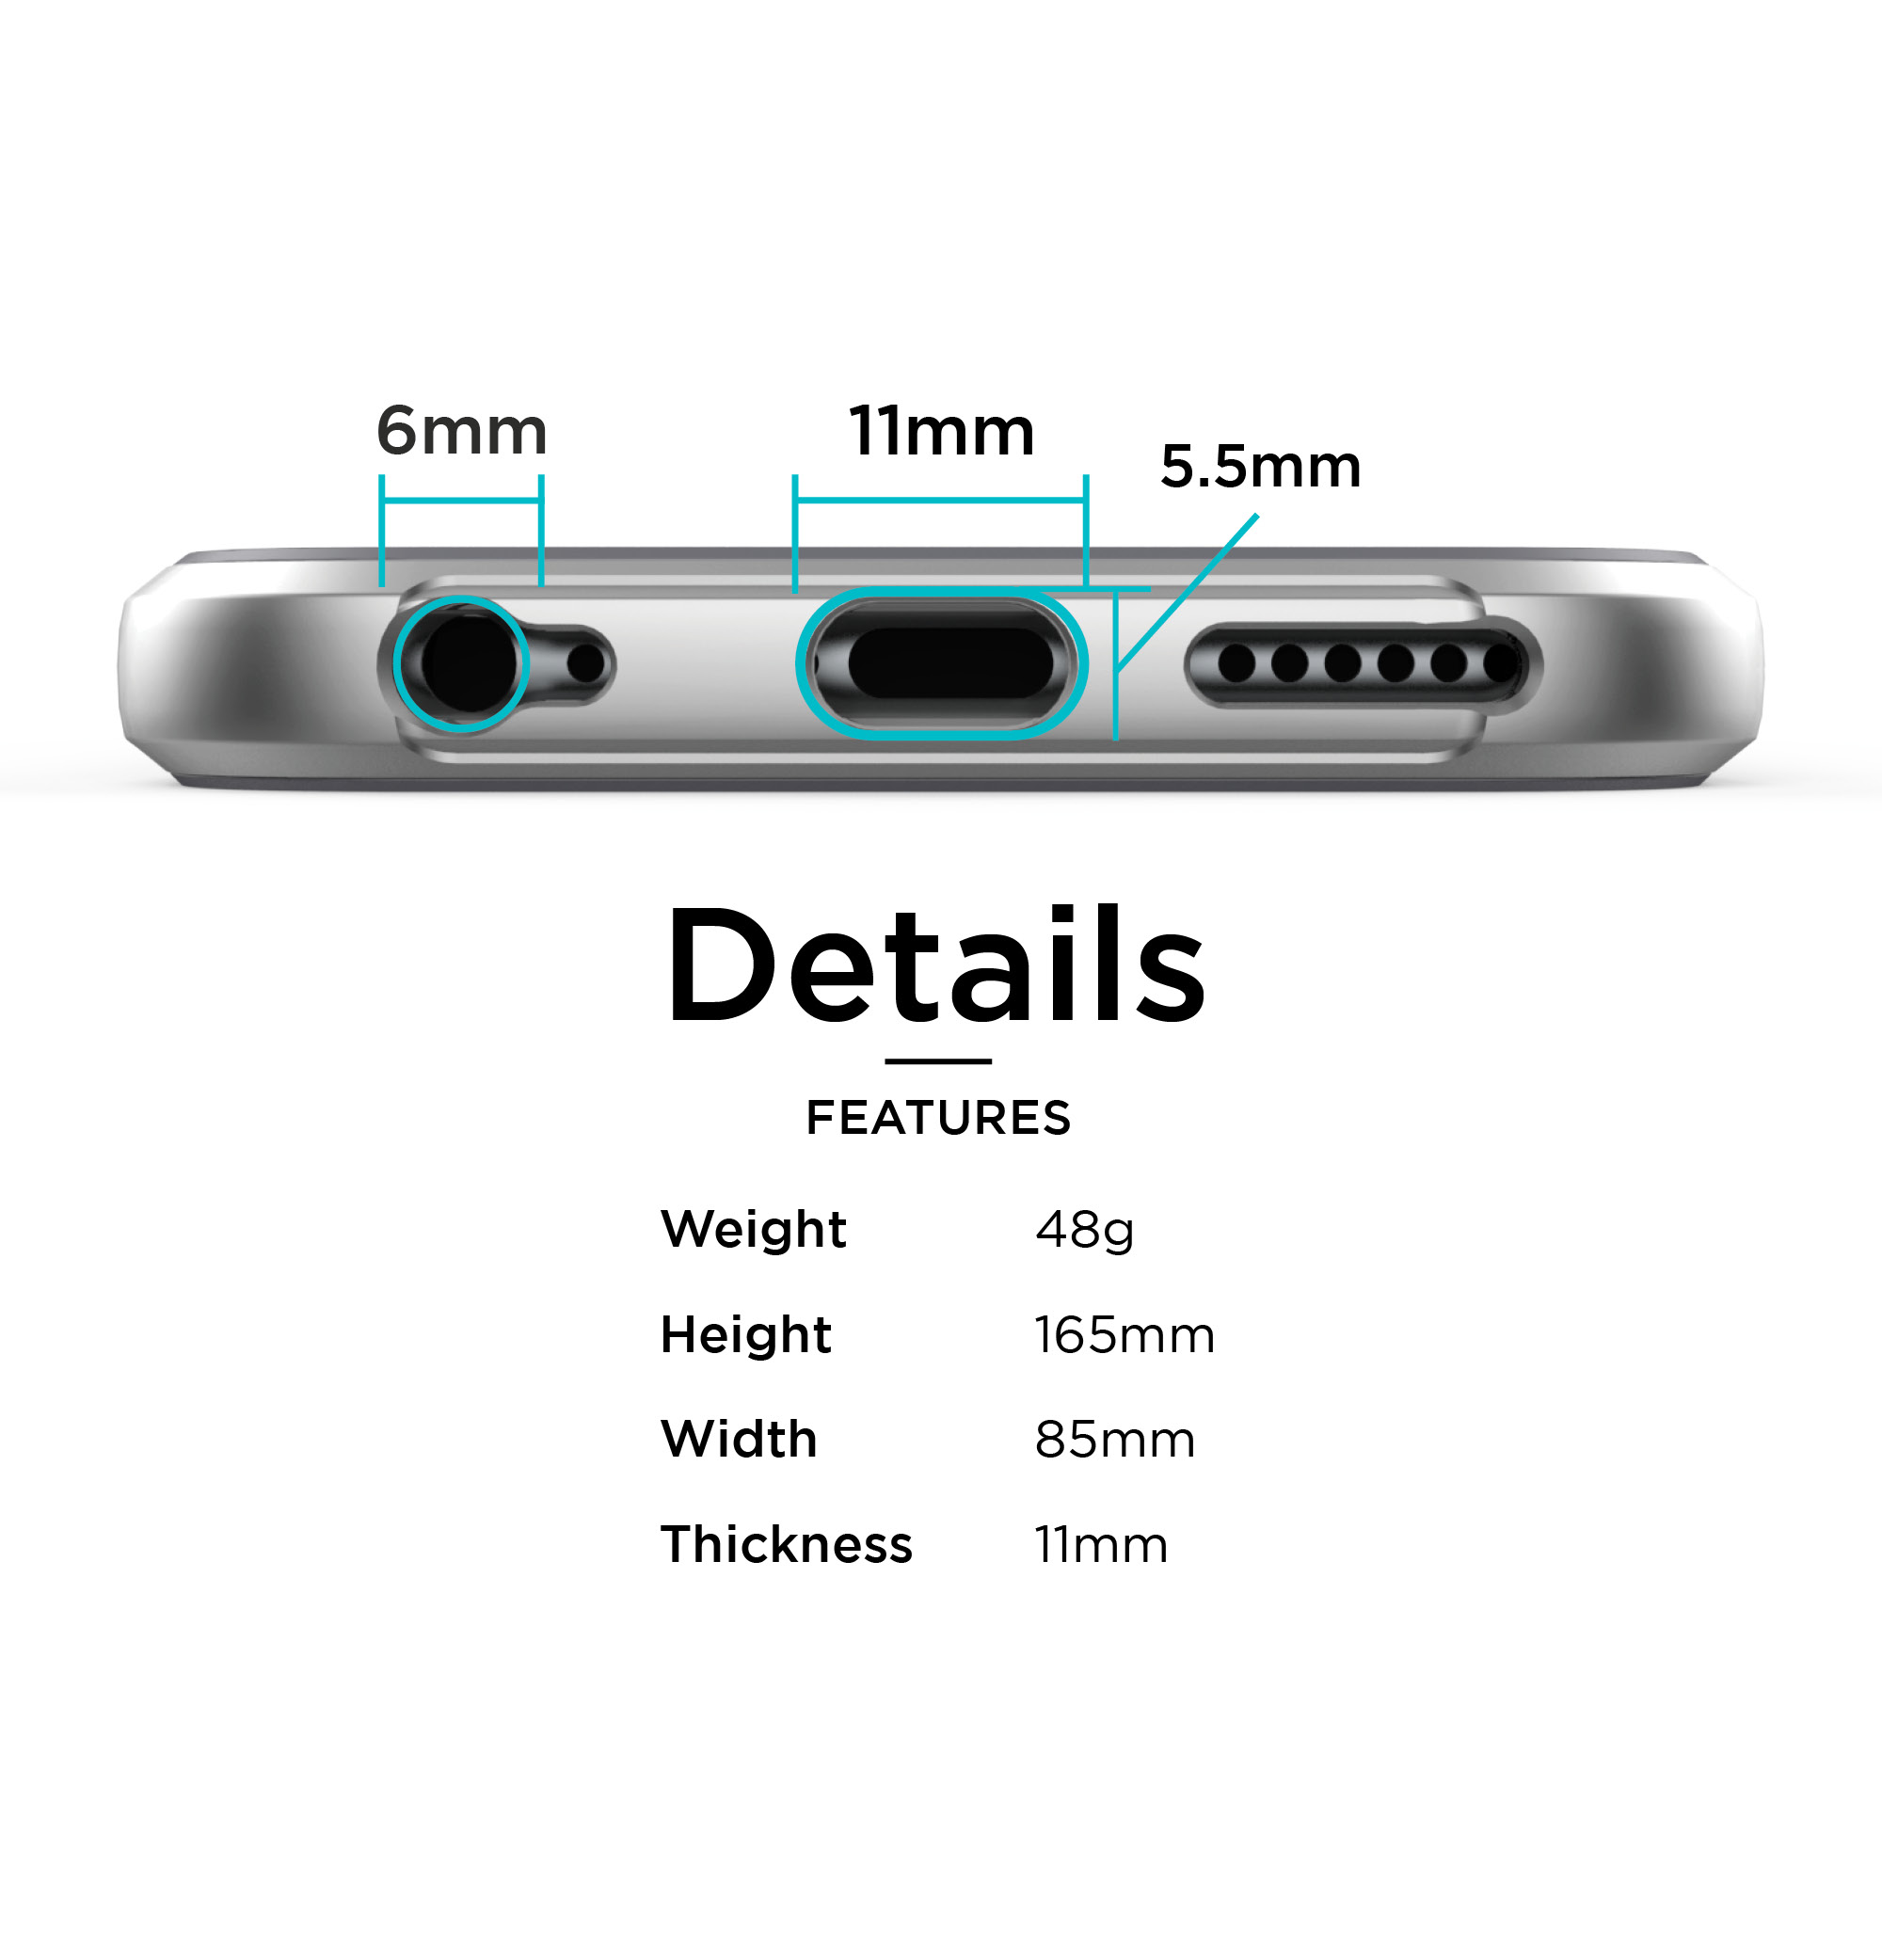 6mm
11mm
5.5mm
Details
FEATURES
Weight 48g
Height 165mm
Width 85mm
Thickness 11mm